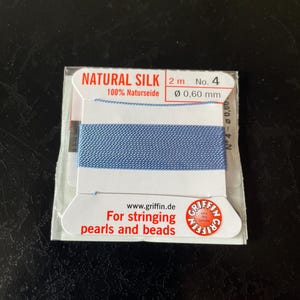 NATURAL SILK
100% Naturseide
2 m No. 4
Ø 0,60 mm
www.griffin.de
For stringing
pearls and beads
GRIFFIN GRIFFIN